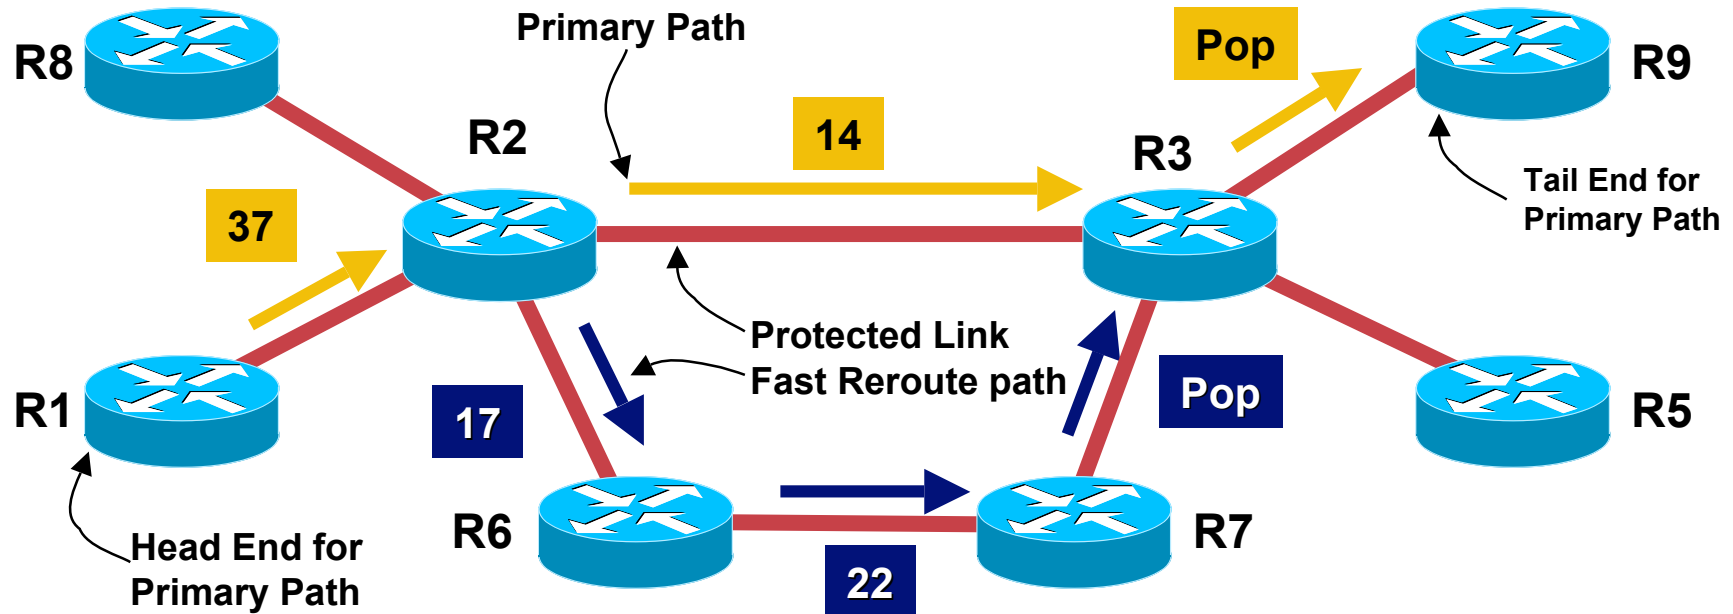 R8
Primary Path
Pop
R9
R2
14
R3
Tail End for
Primary Path
37
Protected Link
Fast Reroute path
R1
17
Pop
R5
R6
R7
Head End for
Primary Path
22